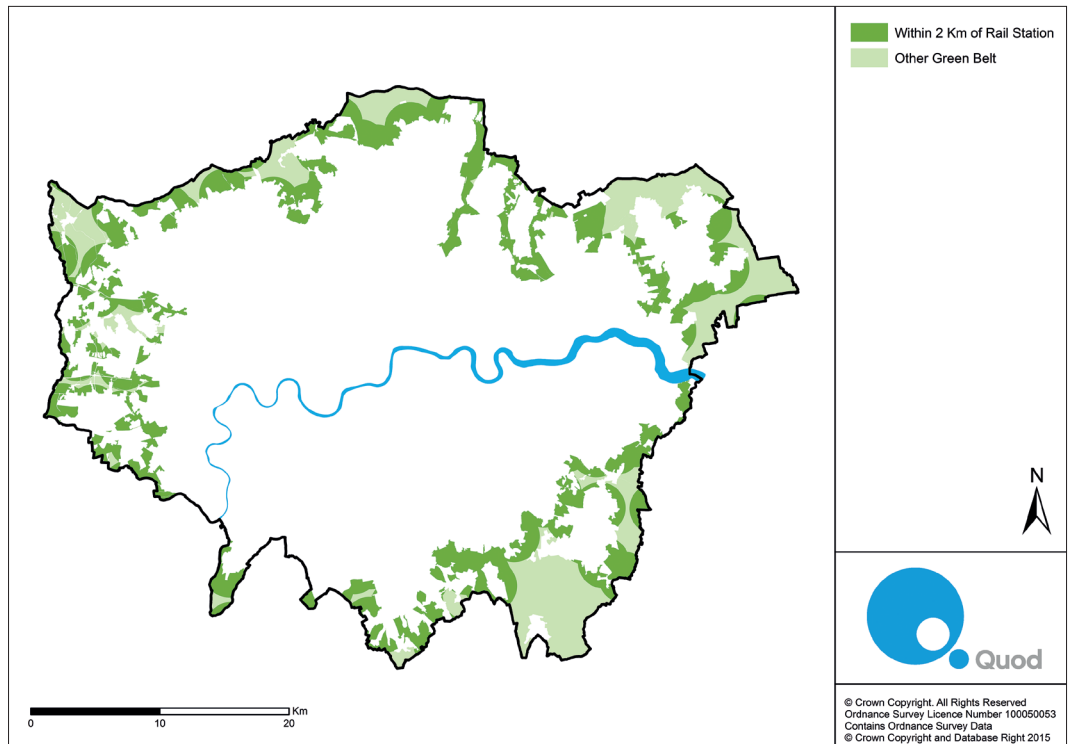 Within 2 Km of Rail Station
Other Green Belt
N
Km
0 10 20
Quod
© Crown Copyright. All Rights Reserved
Ordnance Survey Licence Number 100050053
Contains Ordnance Survey Data
© Crown Copyright and Database Right 2015